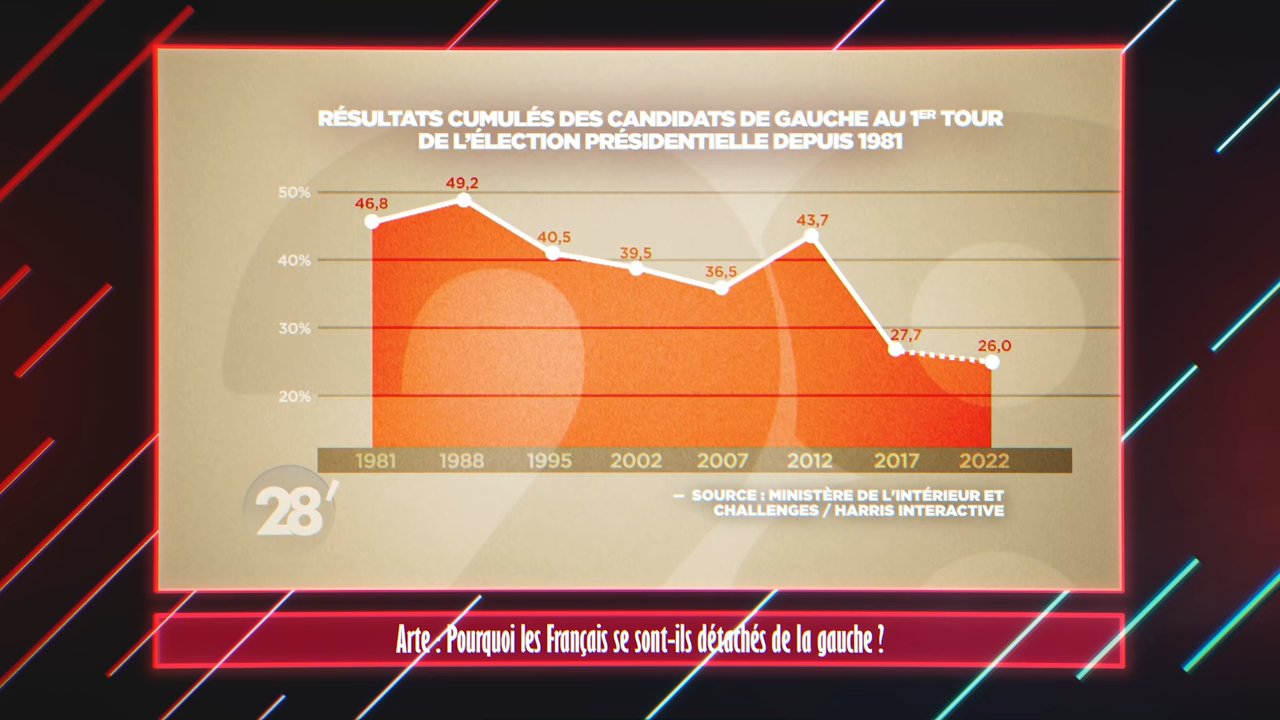 RÉSULTATS CUMULÉS DES CANDIDATS DE GAUCHE AU 1ER TOUR
DE L'ÉLECTION PRÉSIDENTIELLE DEPUIS 1981
50%
40%
30%
20%
46,8
49,2
40,5
39,5
36,5
43,7
27,7
26,0
1981 1988 1995 2002 2007 2012 2017 2022
28'
– SOURCE : MINISTÈRE DE L'INTÉRIEUR ET
CHALLENGES / HARRIS INTERACTIVE
Arte : Pourquoi les Français se sont-ils détachés de la gauche ?